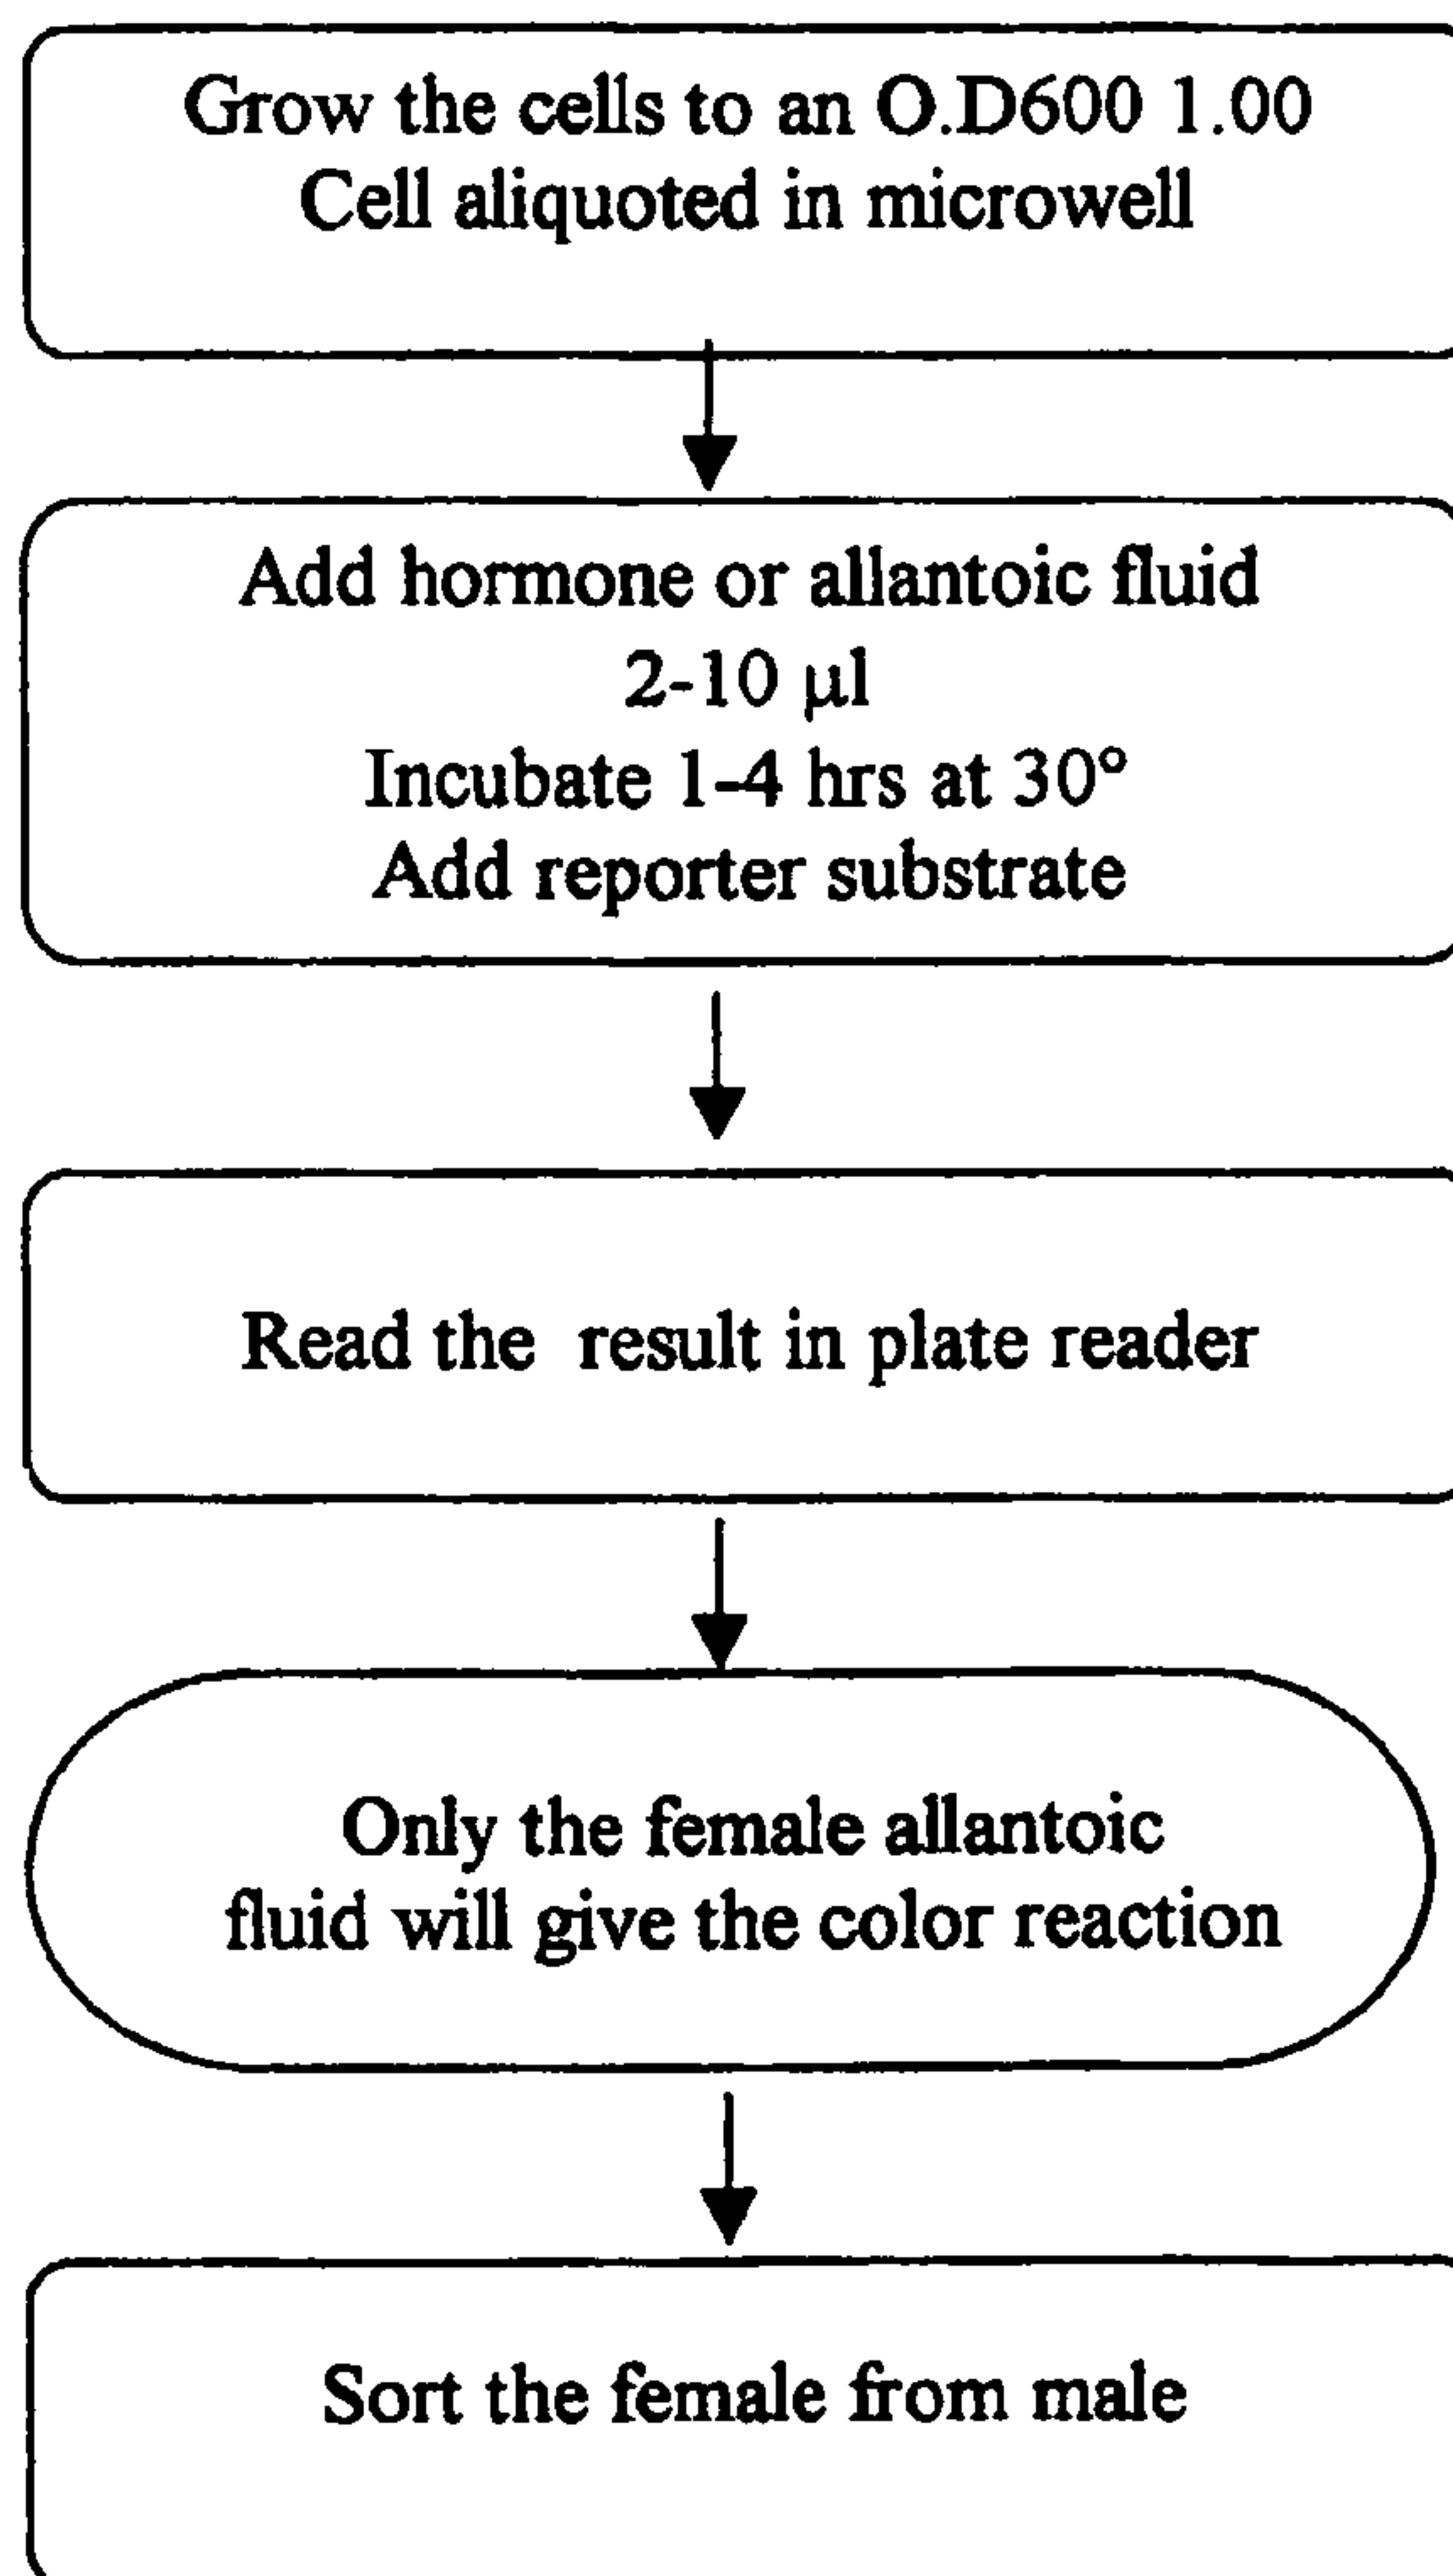 Grow the cells to an O.D600 1.00
Cell aliquoted in microwell
Add hormone or allantoic fluid
2-10 µl
Incubate 1-4 hrs at 30°
Add reporter substrate
Read the result in plate reader
Only the female allantoic
fluid will give the color reaction
Sort the female from male